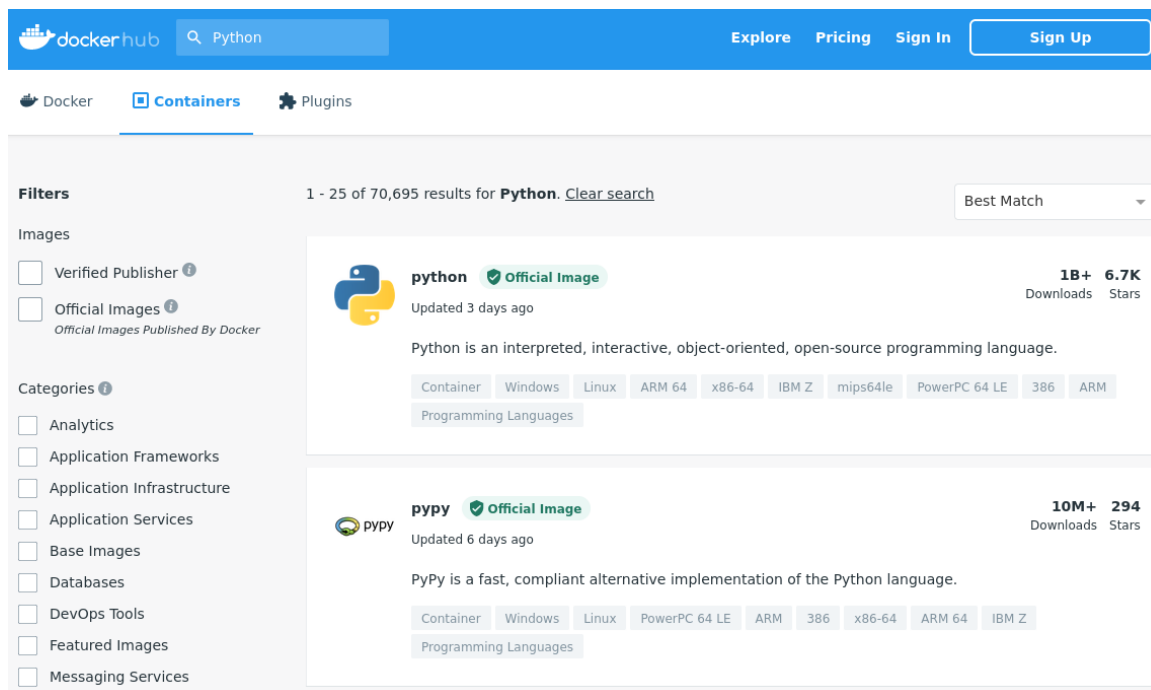 dockerhub Python Explore Pricing Sign In Sign Up
Docker Containers Plugins
Filters
Images
Verified Publisher
Official Images
Official Images Published By Docker
Categories
Analytics
Application Frameworks
Application Infrastructure
Application Services
Base Images
Databases
DevOps Tools
Featured Images
Messaging Services
1 - 25 of 70,695 results for Python. Clear search
Best Match
python Official Image 1B+ 6.7K
Updated 3 days ago Downloads Stars
Python is an interpreted, interactive, object-oriented, open-source programming language.
Container Windows Linux ARM 64 x86-64 IBM Z mips64le PowerPC 64 LE 386 ARM
Programming Languages
pypy
pypy Official Image 10M+ 294
Updated 6 days ago Downloads Stars
PyPy is a fast, compliant alternative implementation of the Python language.
Container Windows Linux PowerPC 64 LE ARM 386 x86-64 ARM 64 IBM Z
Programming Languages